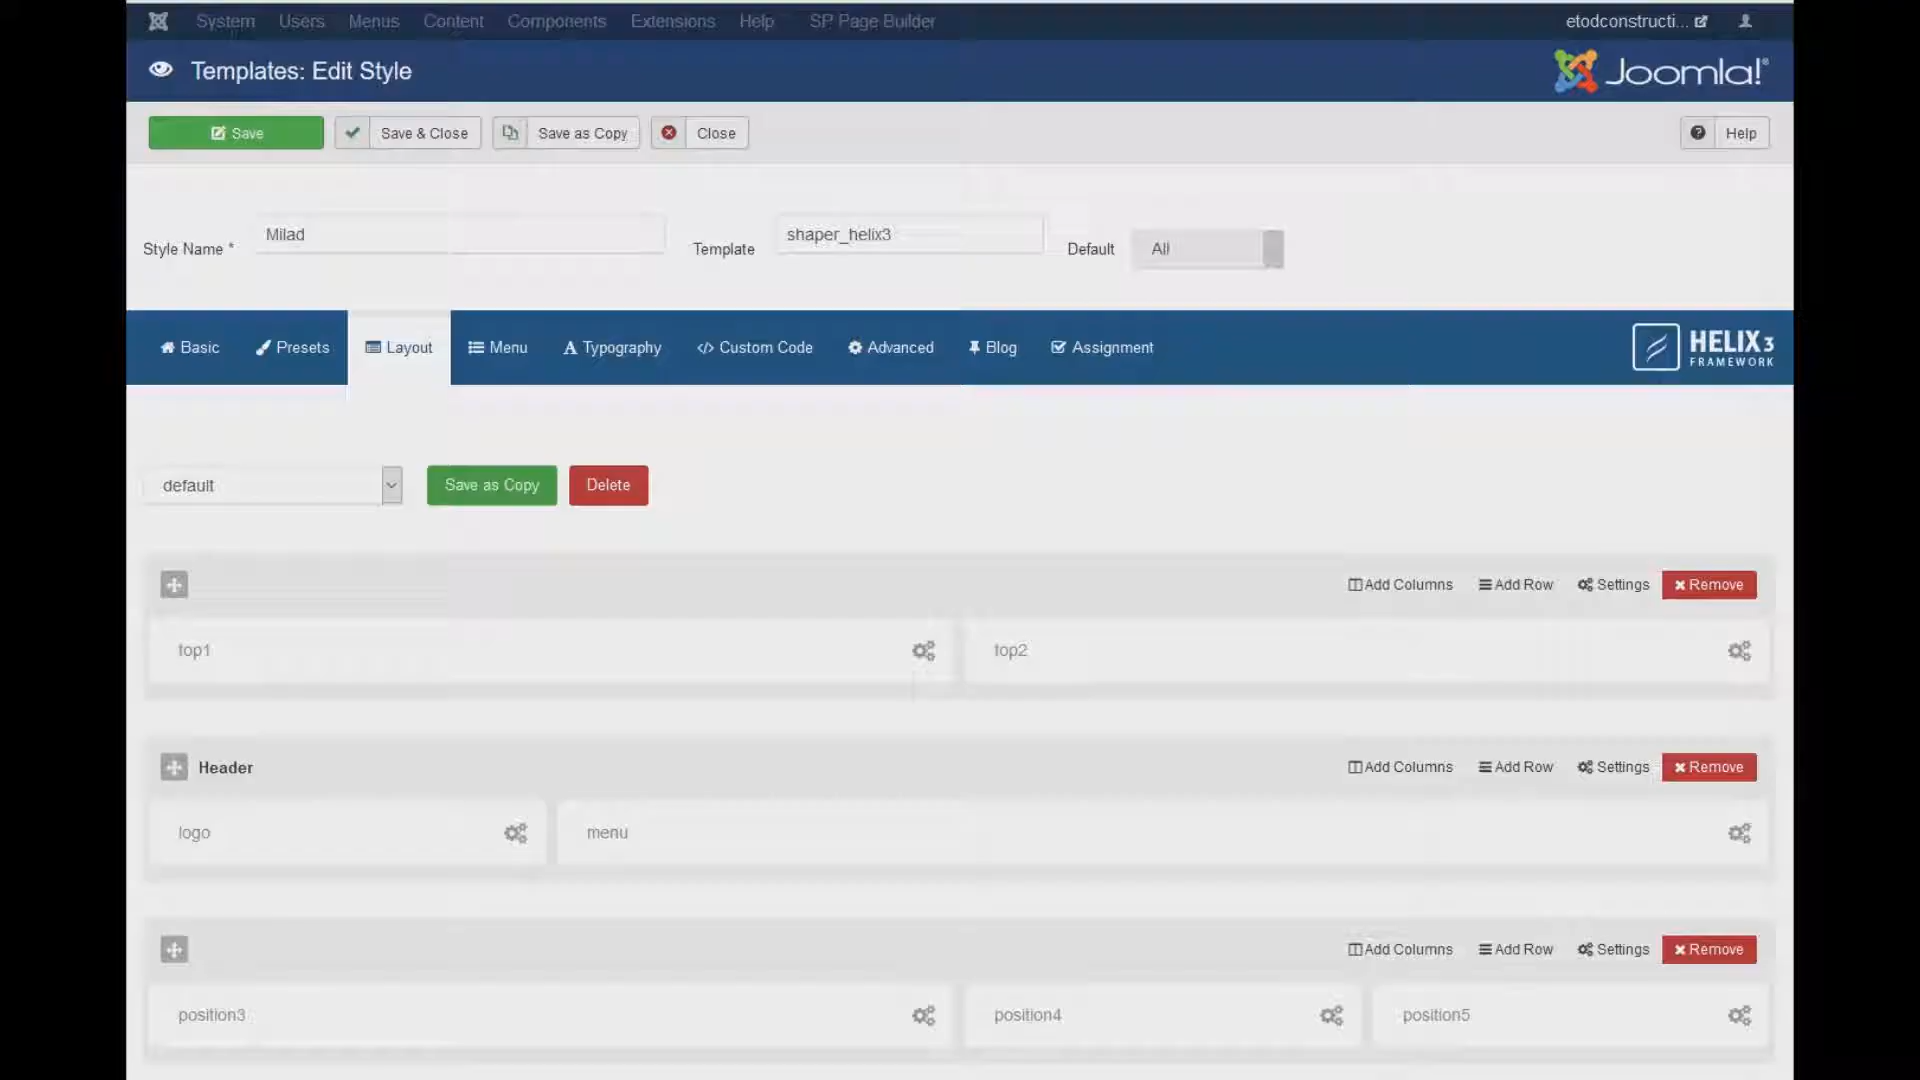 System Users Menus Content Components Extensions Help SP Page Builder etodconstructi...
Templates: Edit Style Joomla!®
Save Save & Close Save as Copy Close Help
Style Name * Milad Template shaper_helix3 Default All
Basic Presets Layout Menu Typography Custom Code Advanced Blog Assignment HELIX 3
FRAMEWORK
default Save as Copy Delete
Add Columns Add Row Settings Remove
top1 top2
Header Add Columns Add Row Settings Remove
logo menu
Add Columns Add Row Settings Remove
position3 position4 position5